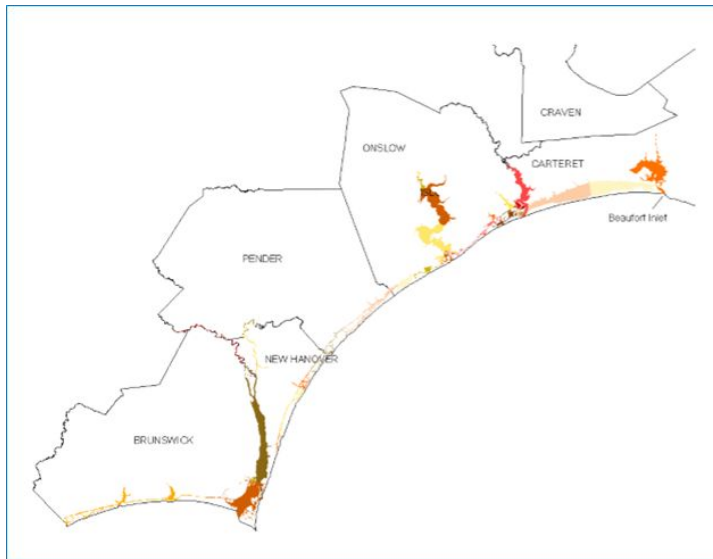 CRAVEN
ONSLOW
CARTERET
Beaufort Inlet
PENDER
NEW HANOVER
BRUNSWICK